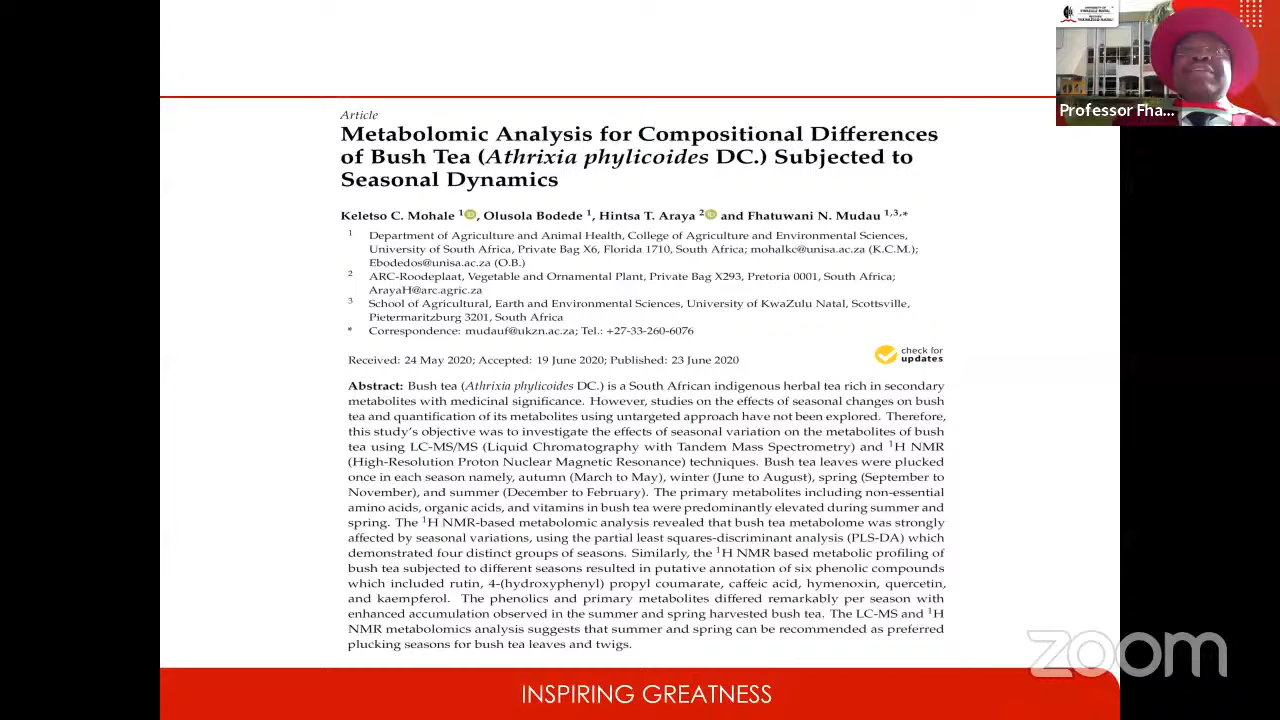 UNIVERSITY OF
KWAZULU-NATAL
INYUVESI
YAKWAZULU-NATALI
Professor Fha...
Article
Metabolomic Analysis for Compositional Differences
of Bush Tea (Athrixia phylicoides DC.) Subjected to
Seasonal Dynamics
Keletso C. Mohale 1, Olusola Bodede 1, Hintsa T. Araya 2 and Fhatuwani N. Mudau 1,3,*
1 Department of Agriculture and Animal Health, College of Agriculture and Environmental Sciences,
University of South Africa, Private Bag X6, Florida 1710, South Africa; mohalkc@unisa.ac.za (K.C.M.);
Ebodedos@unisa.ac.za (O.B.)
2 ARC-Roodeplaat, Vegetable and Ornamental Plant, Private Bag X293, Pretoria 0001, South Africa;
ArayaH@arc.agric.za
3 School of Agricultural, Earth and Environmental Sciences, University of KwaZulu Natal, Scottsville,
Pietermaritzburg 3201, South Africa
* Correspondence: mudauf@ukzn.ac.za; Tel.: +27-33-260-6076
Received: 24 May 2020; Accepted: 19 June 2020; Published: 23 June 2020
check for
updates
Abstract: Bush tea (Athrixia phylicoides DC.) is a South African indigenous herbal tea rich in secondary
metabolites with medicinal significance. However, studies on the effects of seasonal changes on bush
tea and quantification of its metabolites using untargeted approach have not been explored. Therefore,
this study's objective was to investigate the effects of seasonal variation on the metabolites of bush
tea using LC-MS/MS (Liquid Chromatography with Tandem Mass Spectrometry) and 1H NMR
(High-Resolution Proton Nuclear Magnetic Resonance) techniques. Bush tea leaves were plucked
once in each season namely, autumn (March to May), winter (June to August), spring (September to
November), and summer (December to February). The primary metabolites including non-essential
amino acids, organic acids, and vitamins in bush tea were predominantly elevated during summer and
spring. The 1H NMR-based metabolomic analysis revealed that bush tea metabolome was strongly
affected by seasonal variations, using the partial least squares-discriminant analysis (PLS-DA) which
demonstrated four distinct groups of seasons. Similarly, the 1H NMR based metabolic profiling of
bush tea subjected to different seasons resulted in putative annotation of six phenolic compounds
which included rutin, 4-(hydroxyphenyl) propyl coumarate, caffeic acid, hymenoxin, quercetin,
and kaempferol. The phenolics and primary metabolites differed remarkably per season with
enhanced accumulation observed in the summer and spring harvested bush tea. The LC-MS and 1H
NMR metabolomics analysis suggests that summer and spring can be recommended as preferred
plucking seasons for bush tea leaves and twigs.
zoom
INSPIRING GREATNESS